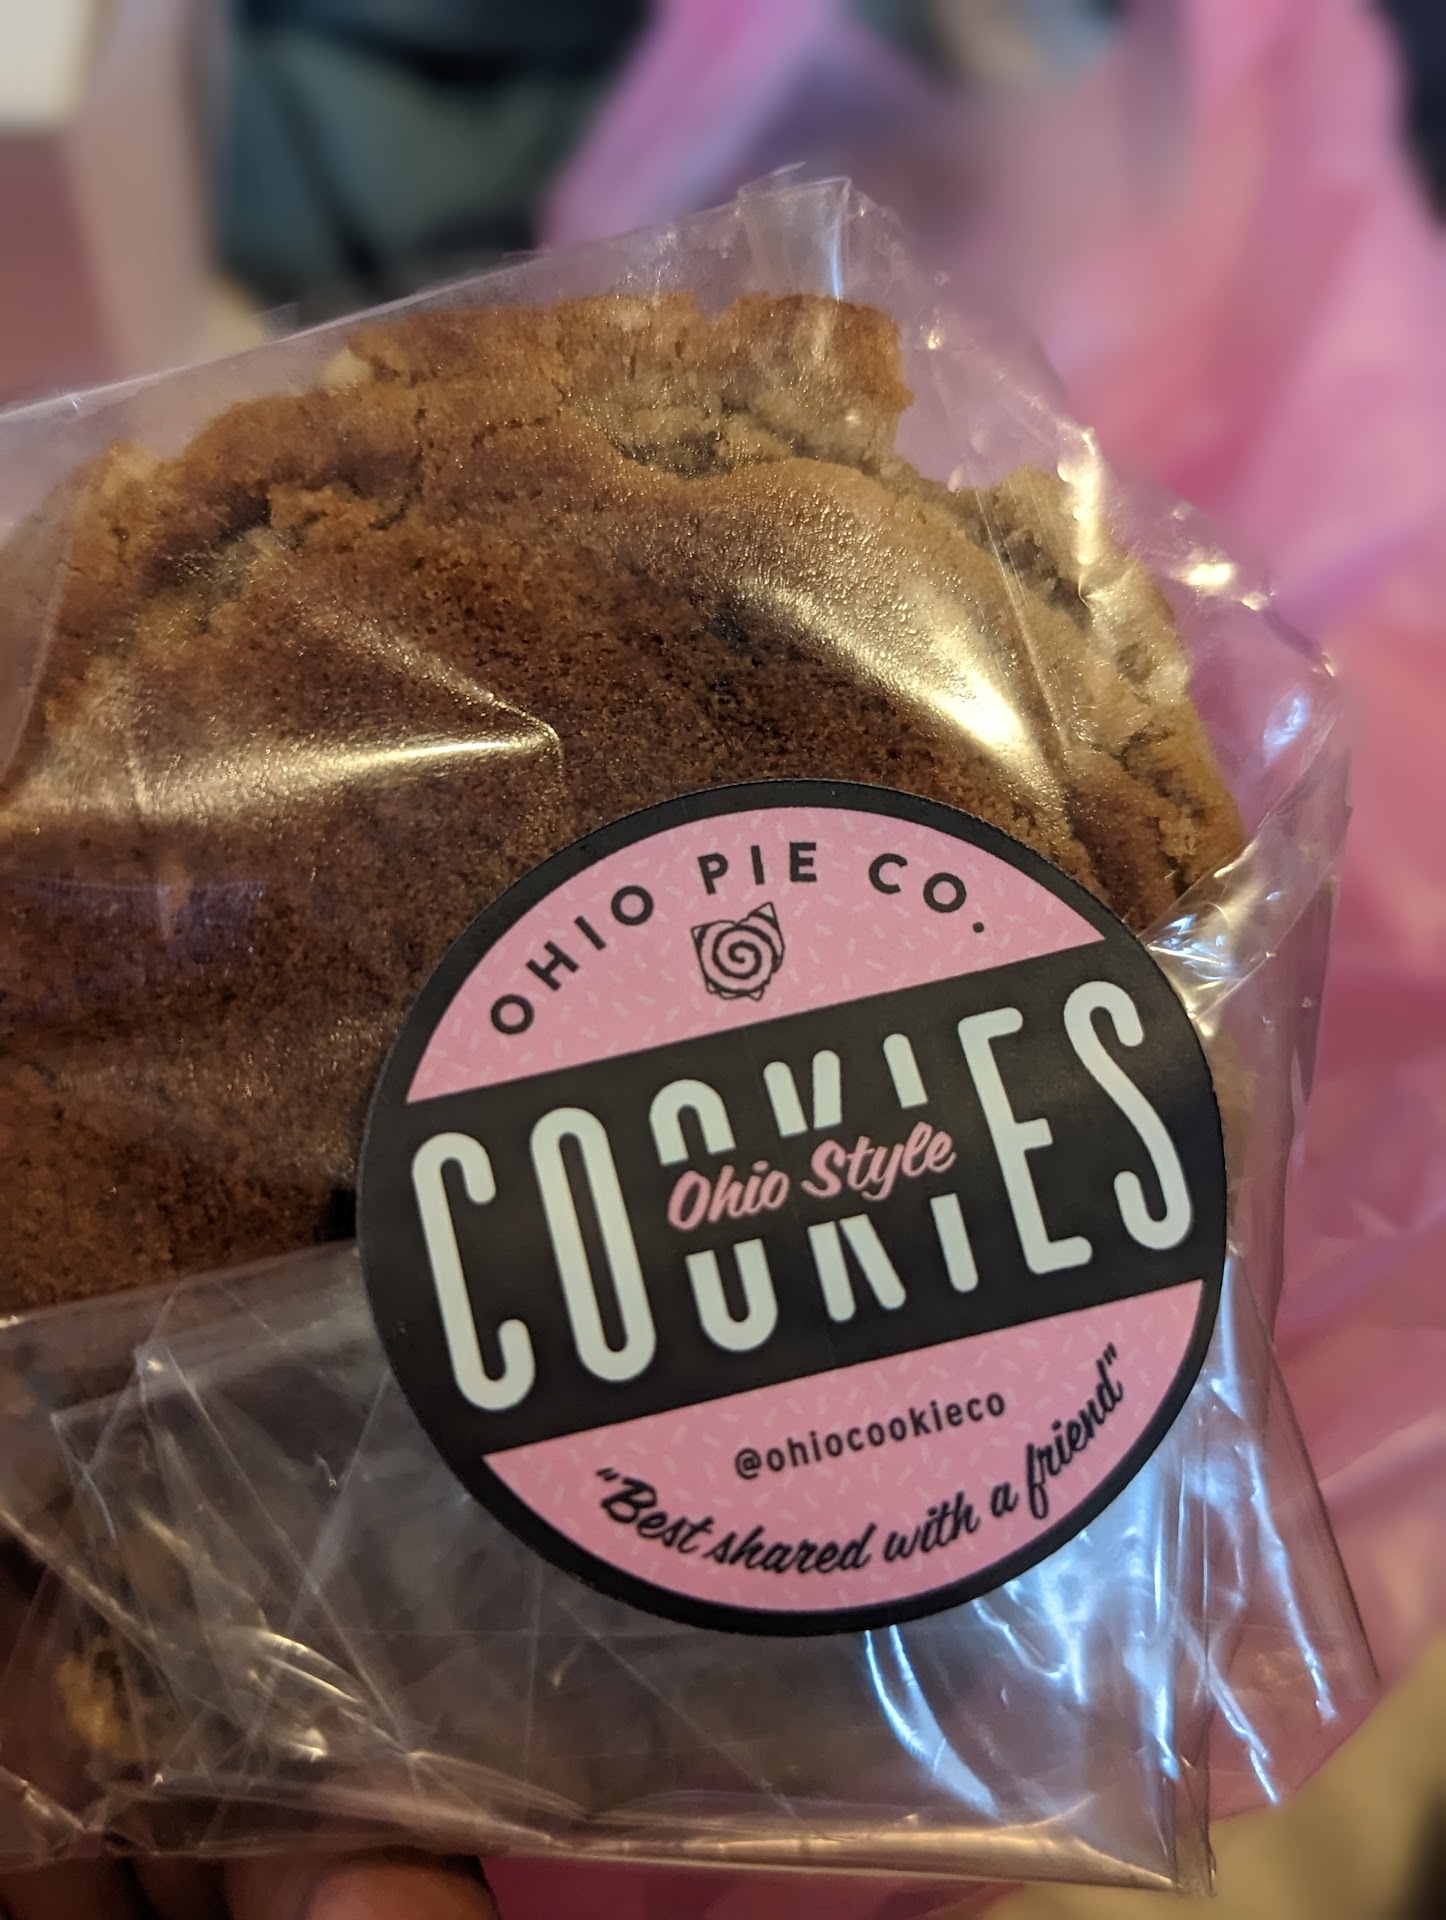 OHIO PIE CO.
COOKIES
Ohio Style
@ohiocookieco
"Best shared with a friend"